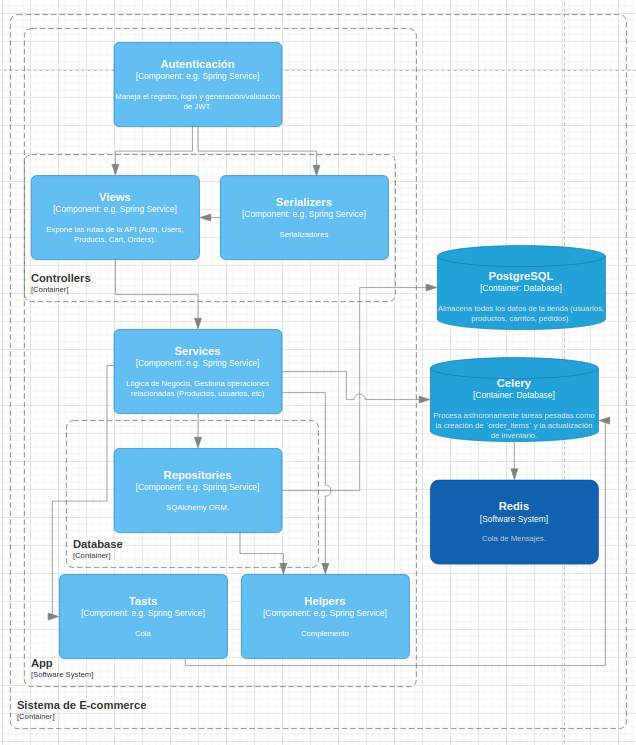 Autenticación
[Component: e.g. Spring Service]
Maneja el registro, login y generación/validación
de JWT.
Views
[Component: e.g. Spring Service]
Expone las rutas de la API (Auth, Users,
Products, Cart, Orders).
Serializers
[Component: e.g. Spring Service]
Serializadores
Controllers
[Container]
PostgreSQL
[Container: Database]
Almacena todos los datos de la tienda (usuarios,
productos, carritos, pedidos).
Services
[Component: e.g. Spring Service]
Lógica de Negocio, Gestiona operaciones
relacionadas (Productos, usuarios, etc)
Celery
[Container: Database]
Procesa asincronamente tareas pesadas como
la creación de `order_items` y la actualización
de inventario.
Repositories
[Component: e.g. Spring Service]
SQAlchemy ORM.
Database
[Container]
Redis
[Software System]
Cola de Mensajes.
Tasts
[Component: e.g. Spring Service]
Cola
Helpers
[Component: e.g. Spring Service]
Complemento
App
[Software System]
Sistema de E-commerce
[Container]